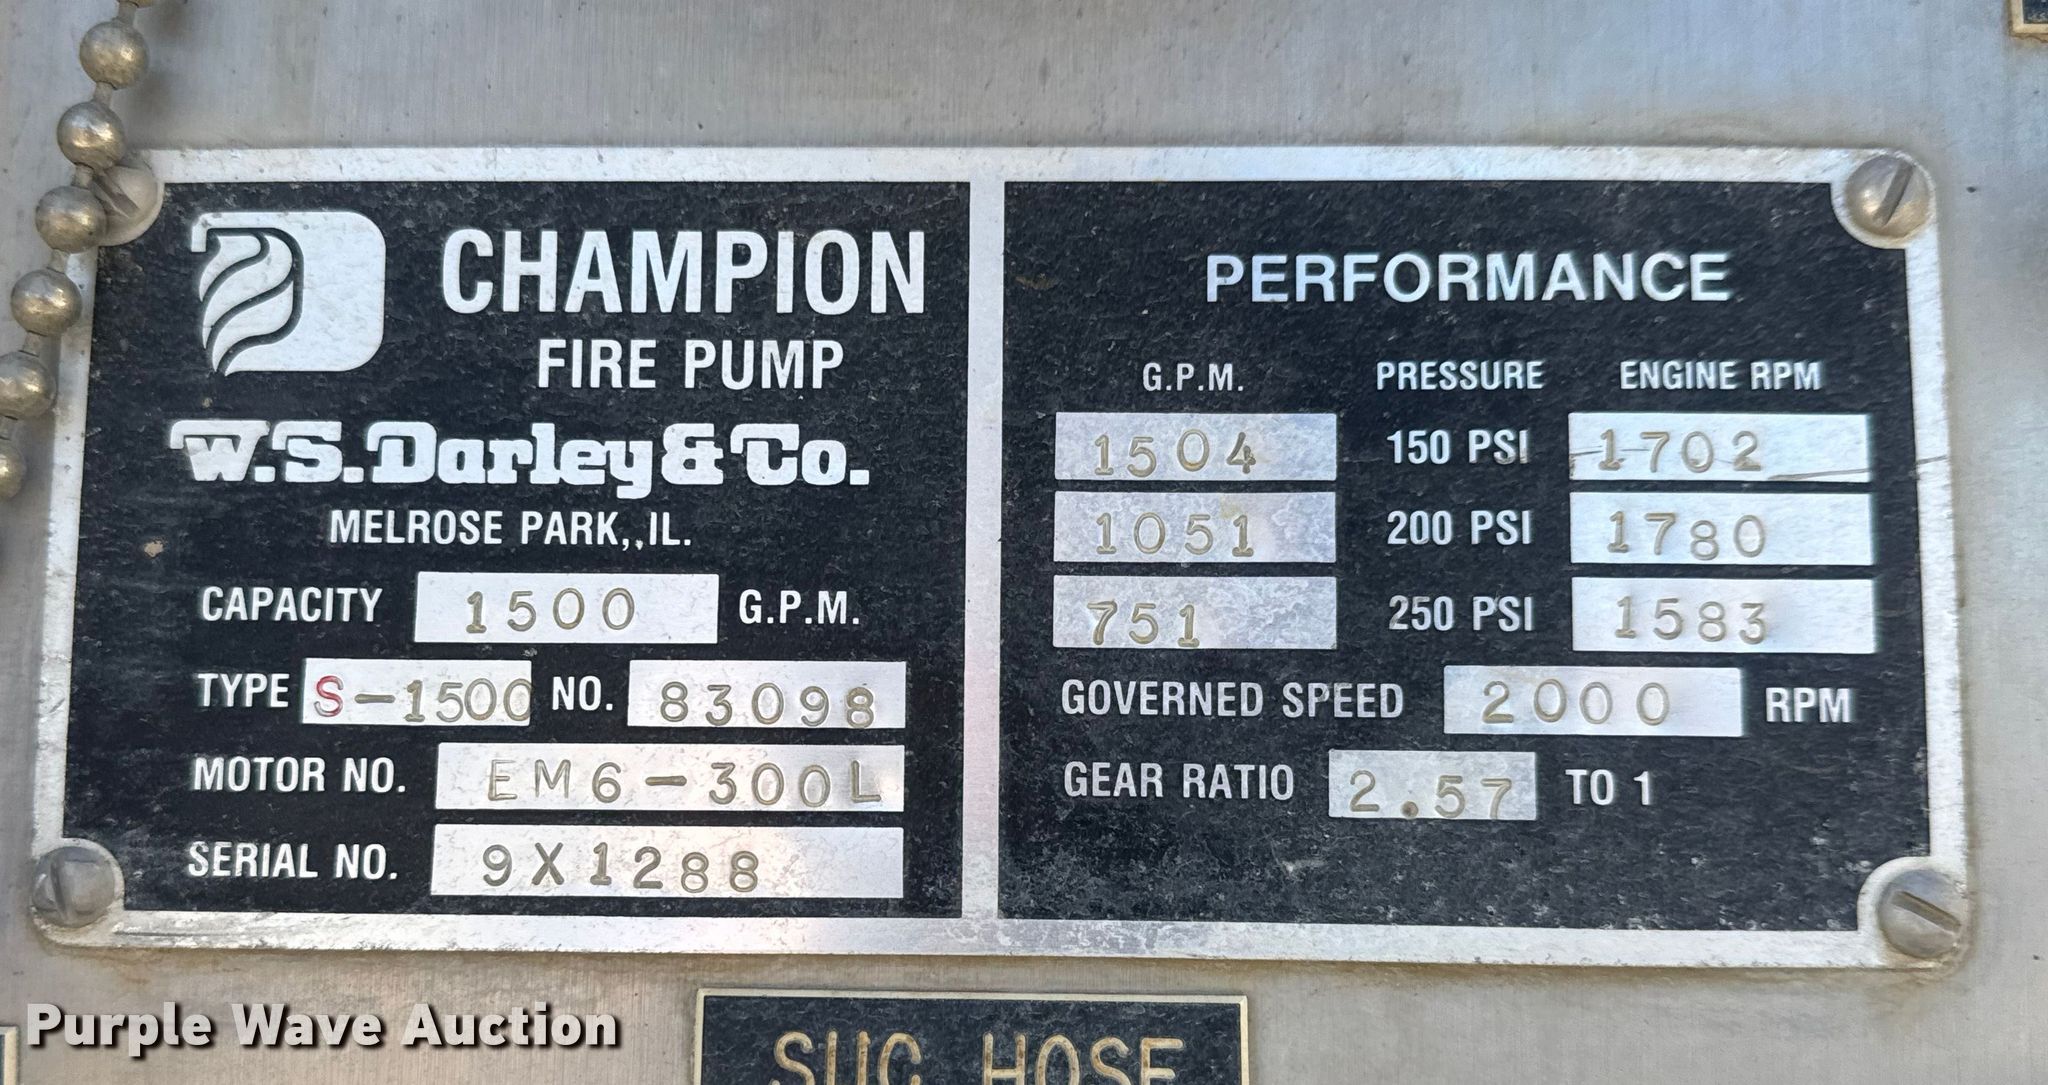 CHAMPION
FIRE PUMP
W.S. Darley & Co.
MELROSE PARK,, IL.
CAPACITY 1500 G.P.M.
TYPE S-1500 NO. 83098
MOTOR NO. EM6-300L
SERIAL NO. 9X1288
PERFORMANCE
G.P.M. PRESSURE ENGINE RPM
1504 150 PSI 1702
1051 200 PSI 1780
751 250 PSI 1583
GOVERNED SPEED 2000 RPM
GEAR RATIO 2.57 TO 1
SUC HOSE
Purple Wave Auction